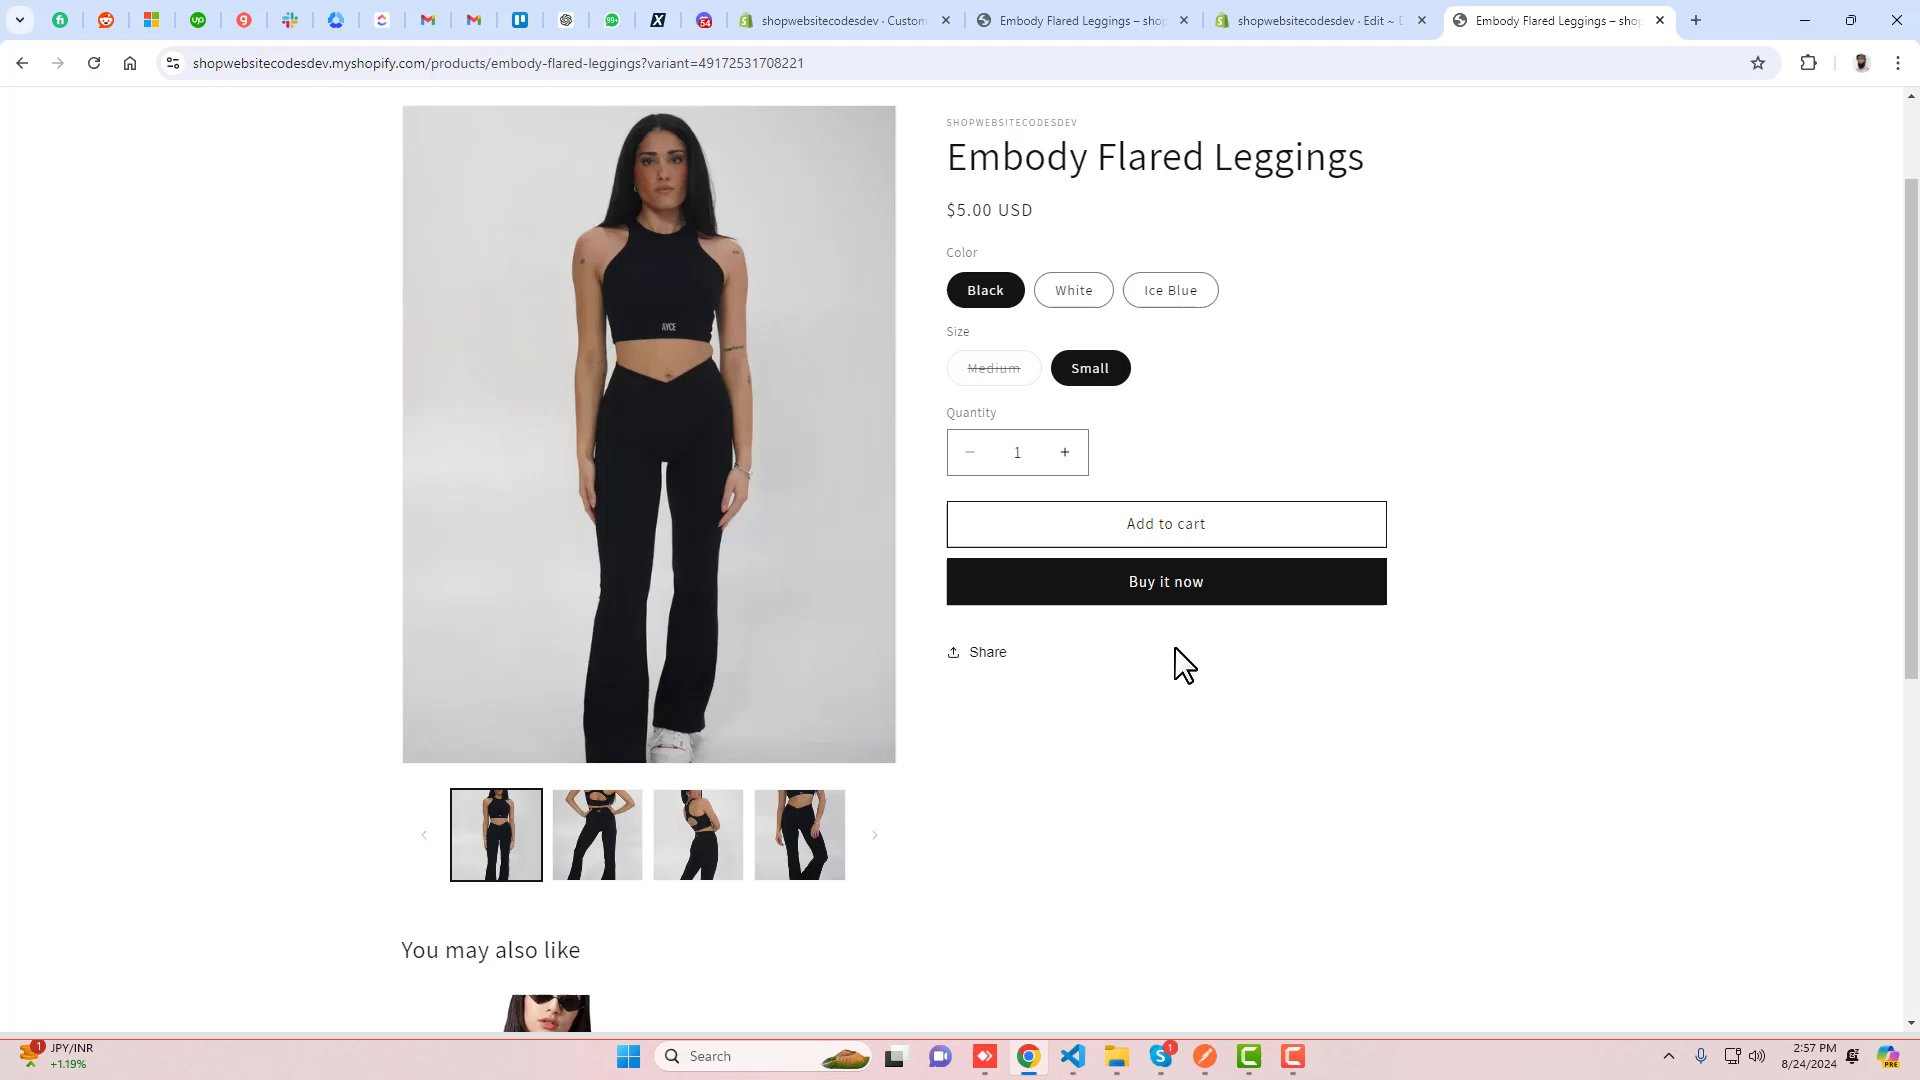 shopwebsitecodesdev · Custom
Embody Flared Leggings – shop
shopwebsitecodesdev · Edit ~ D
Embody Flared Leggings – shop
shopwebsitecodesdev.myshopify.com/products/embody-flared-leggings?variant=49172531708221
SHOPWEBSITECODESDEV
Embody Flared Leggings
$5.00 USD
Color
Black
White
Ice Blue
Size
Medium
Small
Quantity
1
Add to cart
Buy it now
Share
AYCE
You may also like
JPY/INR
+1.19%
Search
2:57 PM
8/24/2024